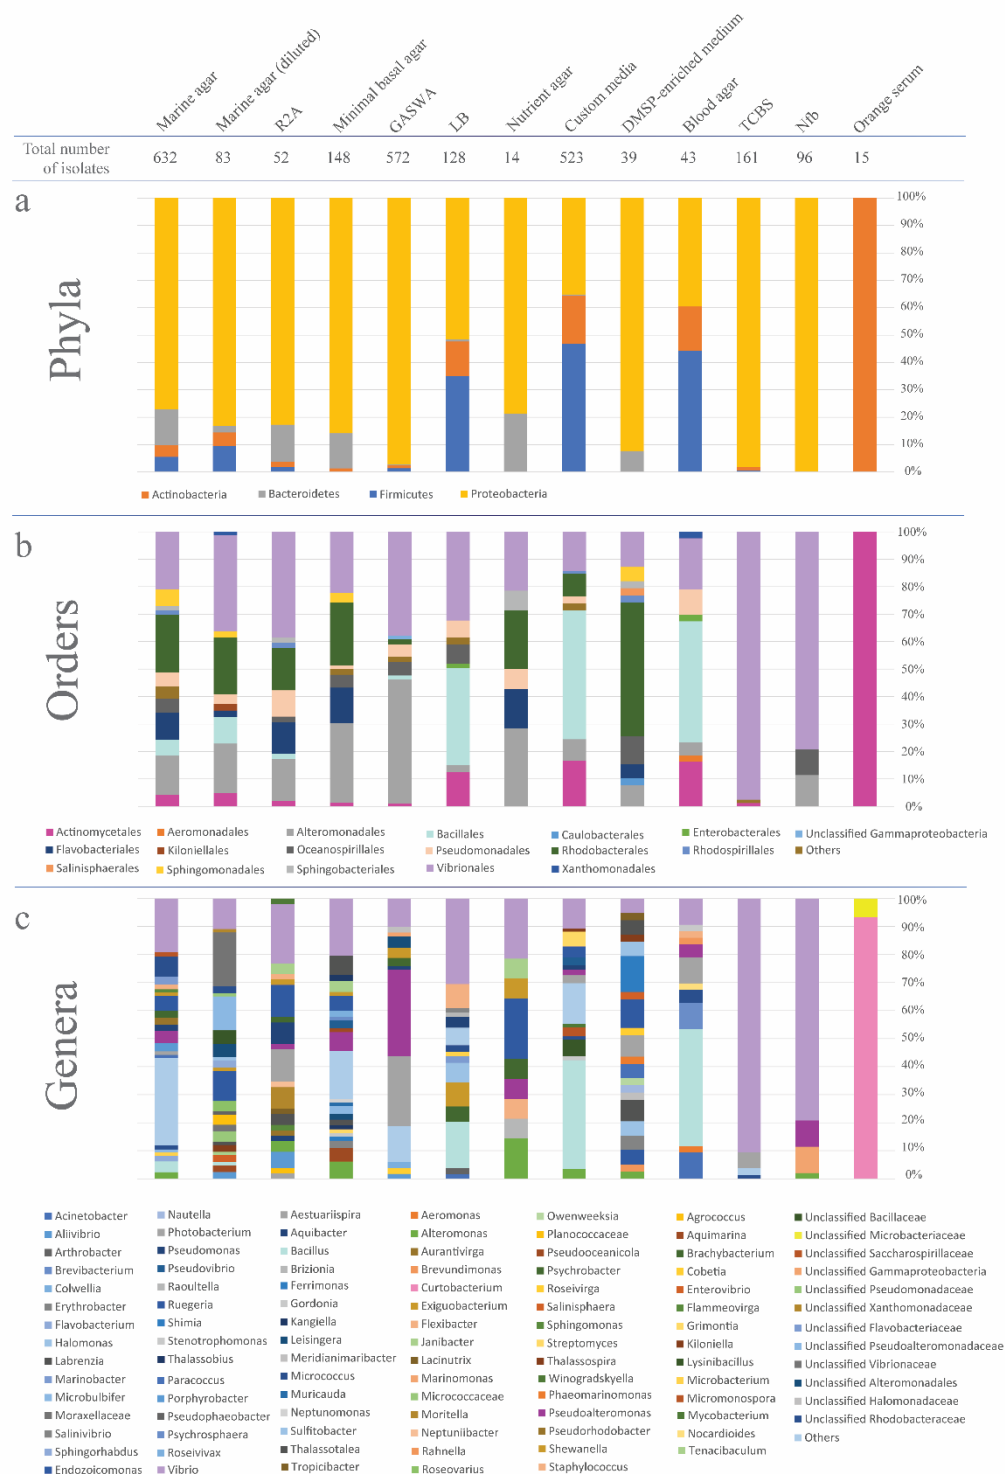 Marine agar
Marine agar (diluted)
R2A
Minimal basal agar
GASWA
LB
Nutrient agar
Custom media
DMSP-enriched medium
Blood agar
TCBS
Nfb
Orange serum
Total number
of isolates
632 83 52 148 572 128 14 523 39 43 161 96 15
a
Phyla
100%
90%
80%
70%
60%
50%
40%
30%
20%
10%
0%
Actinobacteria Bacteroidetes Firmicutes Proteobacteria
b
Orders
100%
90%
80%
70%
60%
50%
40%
30%
20%
10%
0%
Actinomycetales Aeromonadales Alteromonadales Bacillales Caulobacterales Enterobacterales Unclassified Gammaproteobacteria
Flavobacteriales Kiloniellales Oceanospirillales Pseudomonadales Rhodobacterales Rhodospirillales Others
Salinisphaerales Sphingomonadales Sphingobacteriales Vibrionales Xanthomonadales
c
Genera
100%
90%
80%
70%
60%
50%
40%
30%
20%
10%
0%
Acinetobacter
Aliivibrio
Arthrobacter
Brevibacterium
Colwellia
Erythrobacter
Flavobacterium
Halomonas
Labrenzia
Marinobacter
Microbulbifer
Moraxellaceae
Salinivibrio
Sphingorhabdus
Endozoicomonas
Nautella
Photobacterium
Pseudomonas
Pseudovibrio
Raoultella
Ruegeria
Shimia
Stenotrophomonas
Thalassobius
Paracoccus
Porphyrobacter
Pseudophaeobacter
Psychrosphaera
Roseivivax
Vibrio
Aestuariispira
Aquibacter
Bacillus
Brizionia
Ferrimonas
Gordonia
Kangiella
Leisingera
Meridianimaribacter
Micrococcus
Muricauda
Neptunomonas
Sulfitobacter
Thalassotalea
Tropicibacter
Aeromonas
Alteromonas
Aurantivirga
Brevundimonas
Curtobacterium
Exiguobacterium
Flexibacter
Janibacter
Lacinutrix
Marinomonas
Micrococcaceae
Moritella
Neptuniibacter
Rahnella
Roseovarius
Owenweeksia
Planococcaceae
Pseudooceanicola
Psychrobacter
Roseivirga
Salinisphaera
Sphingomonas
Streptomyces
Thalassospira
Winogradskyella
Phaeomarinomonas
Pseudoalteromonas
Pseudorhodobacter
Shewanella
Staphylococcus
Agrococcus
Aquimarina
Brachybacterium
Cobetia
Enterovibrio
Flammeovirga
Grimontia
Kiloniella
Lysinibacillus
Microbacterium
Micromonospora
Mycobacterium
Nocardioides
Tenacibaculum
Unclassified Bacillaceae
Unclassified Microbacteriaceae
Unclassified Saccharospirillaceae
Unclassified Gammaproteobacteria
Unclassified Pseudomonadaceae
Unclassified Xanthomonadaceae
Unclassified Flavobacteriaceae
Unclassified Pseudoalteromonadaceae
Unclassified Vibrionaceae
Unclassified Alteromonadales
Unclassified Halomonadaceae
Unclassified Rhodobacteraceae
Others